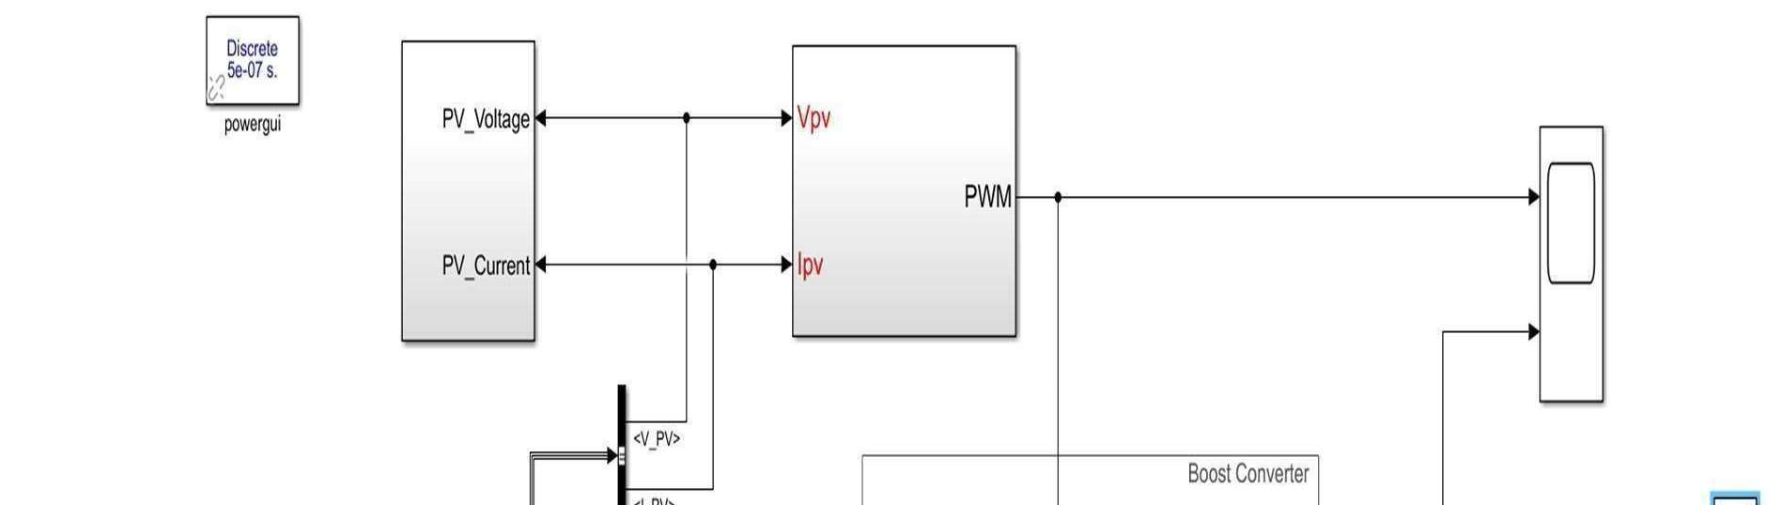 Discrete
5e-07 s.
powergui
PV_Voltage
Vpv
PWM
PV_Current
Ipv
<V_PV>
Boost Converter